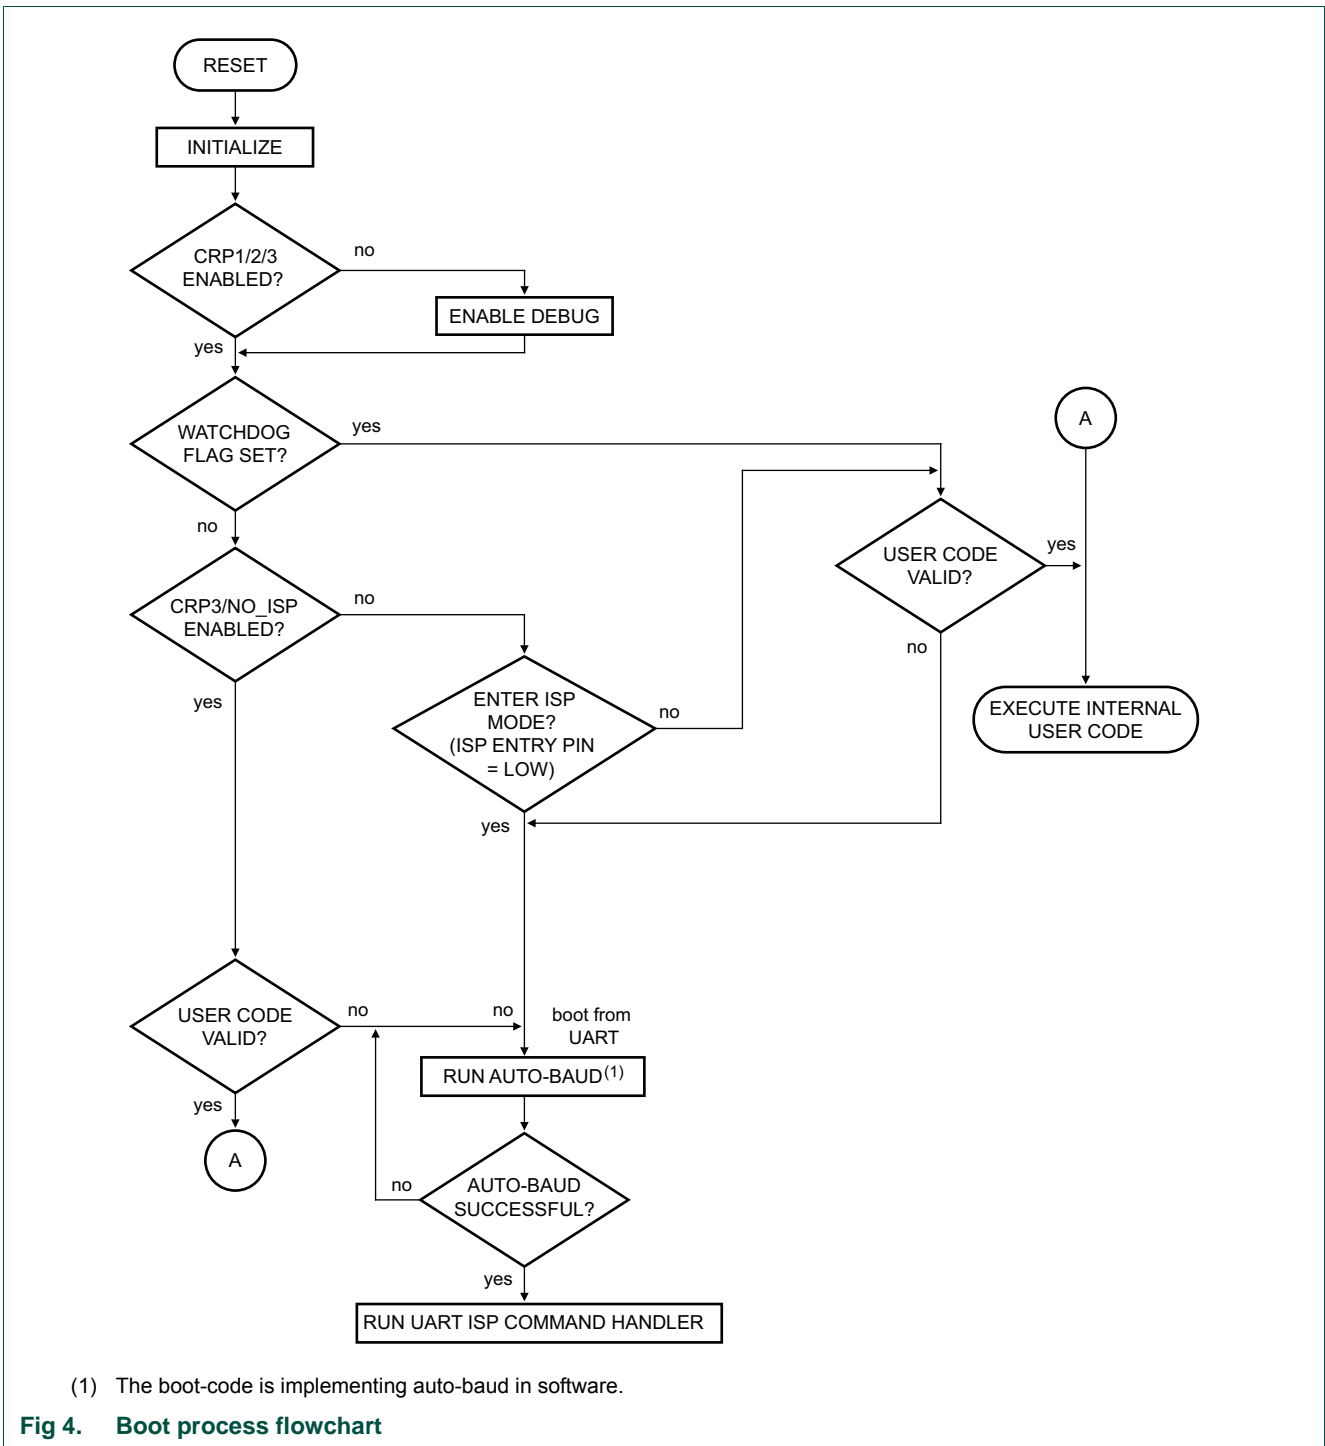 RESET
INITIALIZE
CRP1/2/3
ENABLED?
no
ENABLE DEBUG
yes
WATCHDOG
FLAG SET?
yes
A
no
USER CODE
VALID?
yes
CRP3/NO_ISP
ENABLED?
no
no
yes
ENTER ISP
MODE?
(ISP ENTRY PIN
= LOW)
no
EXECUTE INTERNAL
USER CODE
yes
USER CODE
VALID?
no
no
boot from
UART
RUN AUTO-BAUD(1)
yes
A
AUTO-BAUD
SUCCESSFUL?
no
yes
RUN UART ISP COMMAND HANDLER
(1) The boot-code is implementing auto-baud in software.
Fig 4. Boot process flowchart